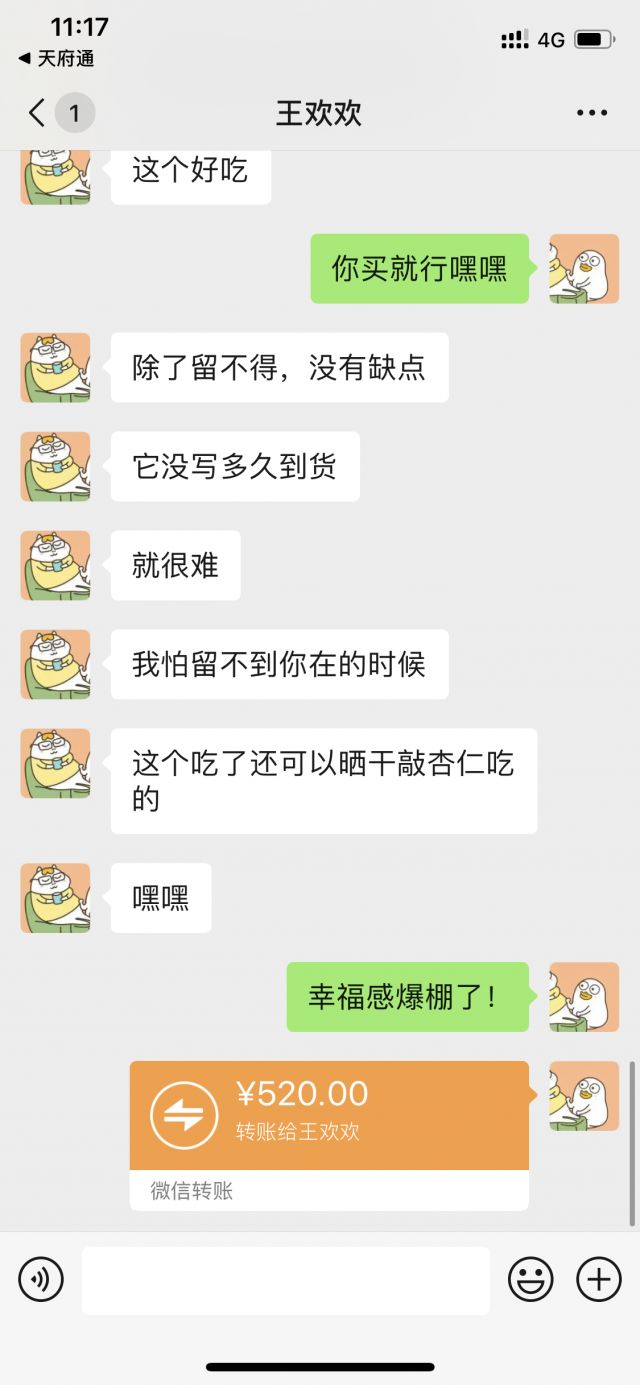 11:17
4G
天府通
1
王欢欢
这个好吃
你买就行嘿嘿
除了留不得，没有缺点
它没写多久到货
就很难
我怕留不到你在的时候
这个吃了还可以晒干敲杏仁吃
的
嘿嘿
幸福感爆棚了！
¥520.00
转账给王欢欢
微信转账